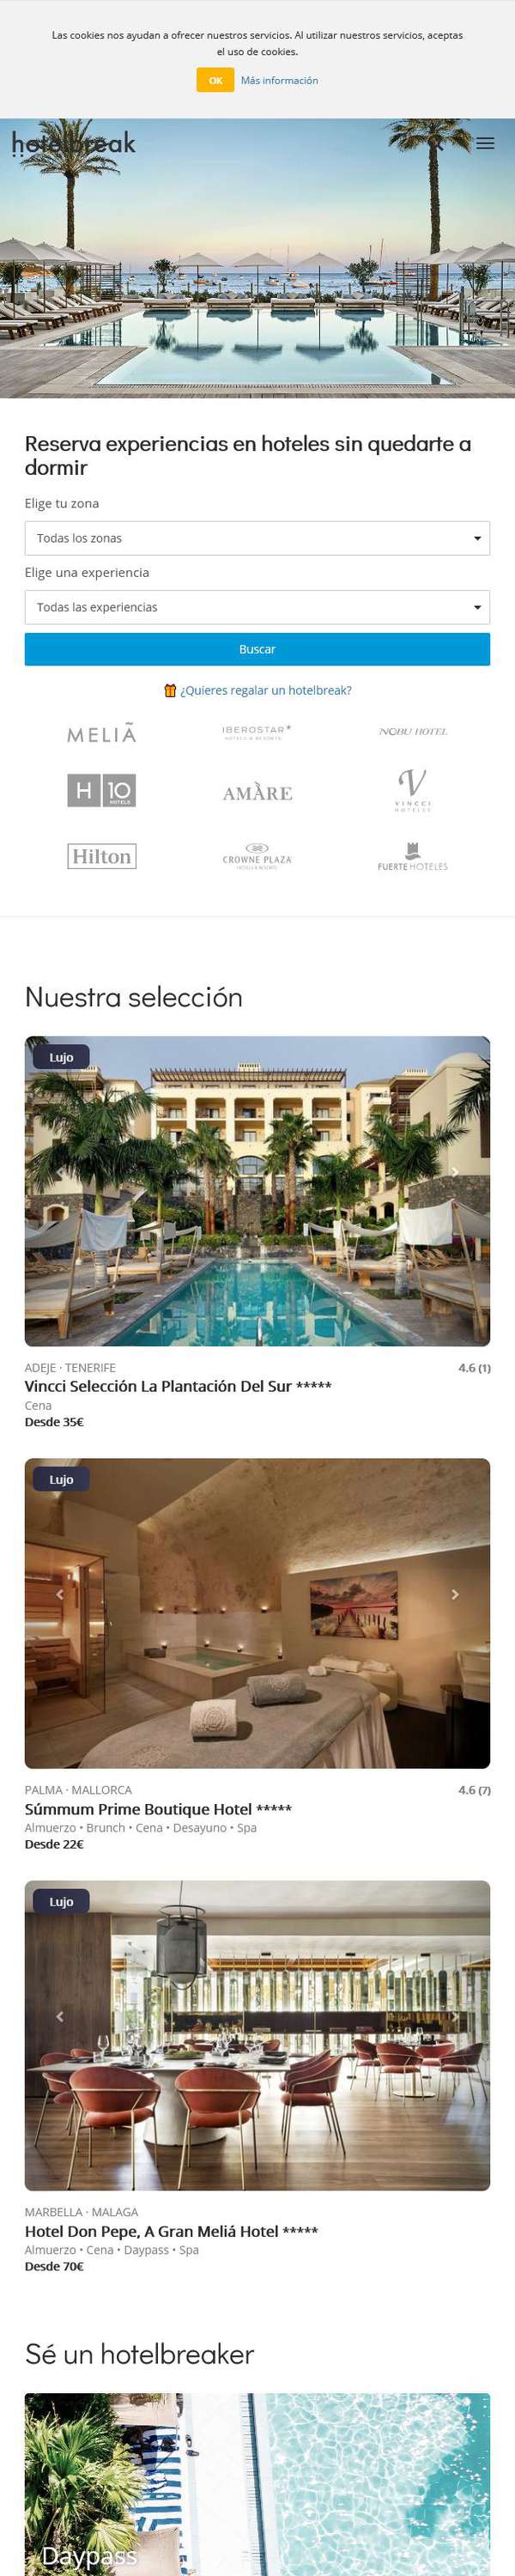 Las cookies nos ayudan a ofrecer nuestros servicios. Al utilizar nuestros servicios, aceptas
el uso de cookies.
OK Más información
hotelbreak
Reserva experiencias en hoteles sin quedarte a
dormir
Elige tu zona
Todas los zonas
Elige una experiencia
Todas las experiencias
Buscar
¿Quieres regalar un hotelbreak?
MELIÃ IBEROSTAR HOTELS & RESORTS NOBU HOTEL
H 10 HOTELS AMÀRE V VINCCI HOTELES
Hilton CROWNE PLAZA HOTELS & RESORTS FUERTE HOTELES
Nuestra selección
Lujo
ADEJE · TENERIFE 4.6 (1)
Vincci Selección La Plantación Del Sur *****
Cena
Desde 35€
Lujo
PALMA · MALLORCA 4.6 (7)
Súmmum Prime Boutique Hotel *****
Almuerzo • Brunch • Cena • Desayuno • Spa
Desde 22€
Lujo
MARBELLA · MALAGA
Hotel Don Pepe, A Gran Meliá Hotel *****
Almuerzo • Cena • Daypass • Spa
Desde 70€
Sé un hotelbreaker
Daypass